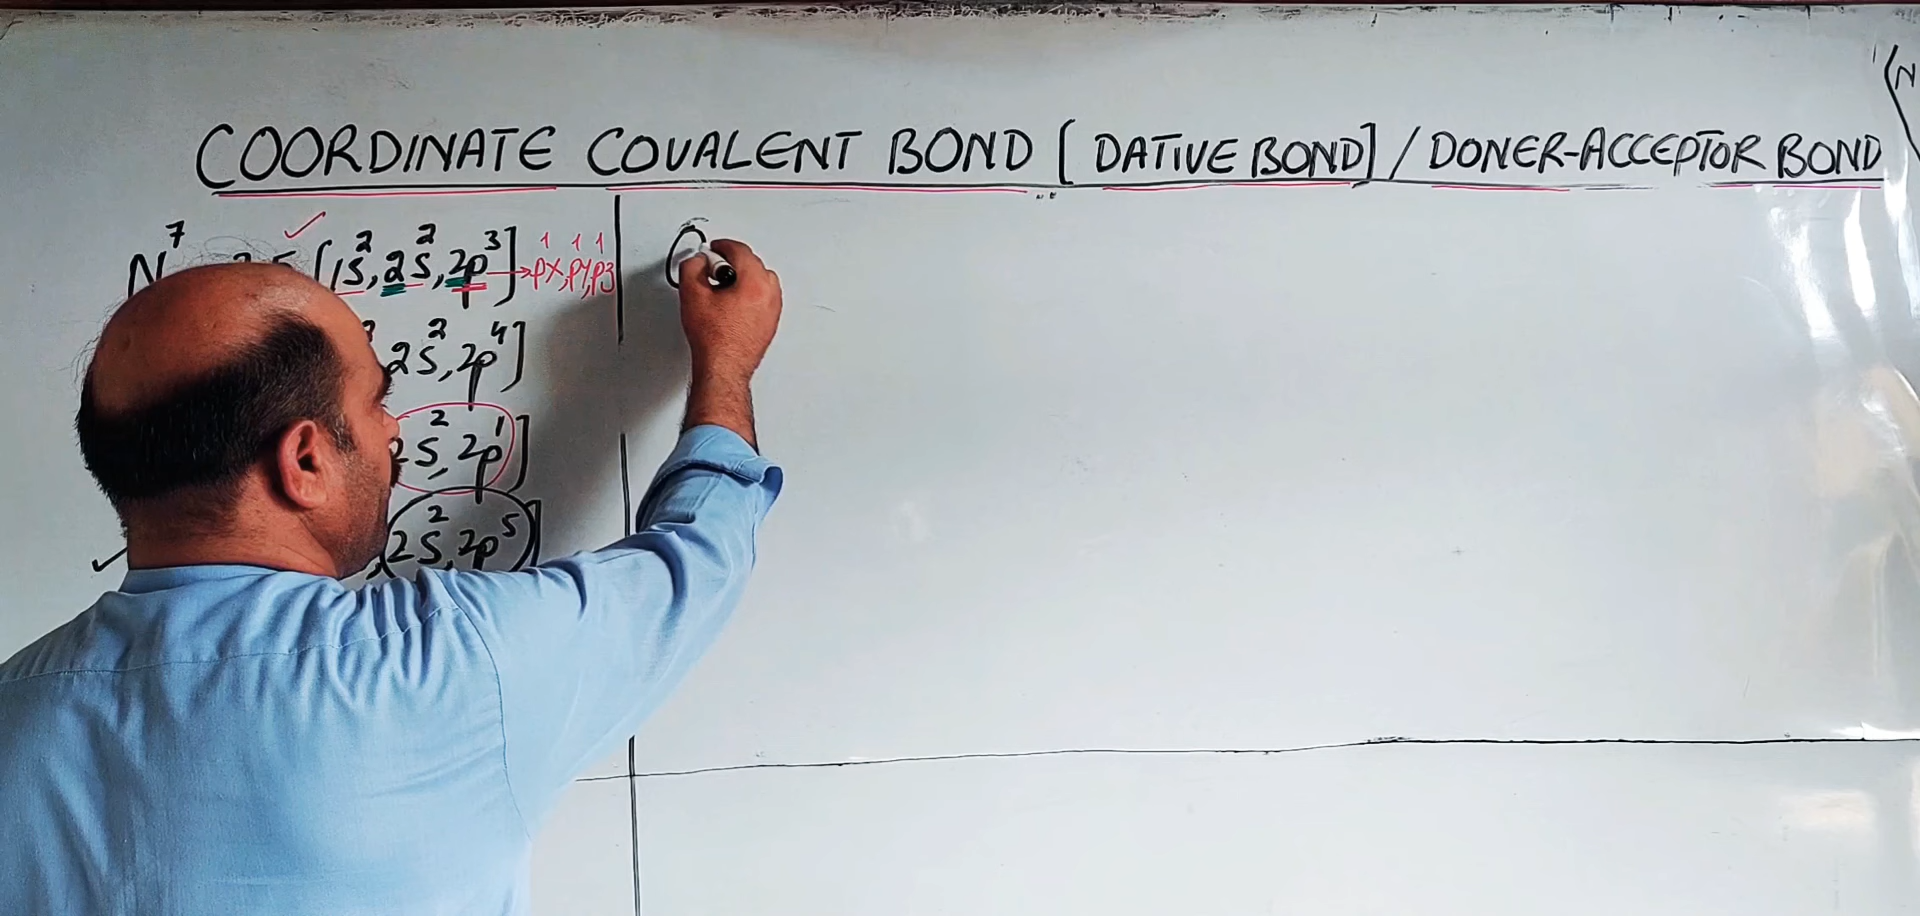 COORDINATE COVALENT BOND [DATIVE BOND] / DONER-ACCEPTOR BOND
(N
N⁷ [1s², 2s², 2p³] → px¹, py¹, pz¹
2s², 2p⁴]
2s², 2p¹]
, 2s², 2p⁵]